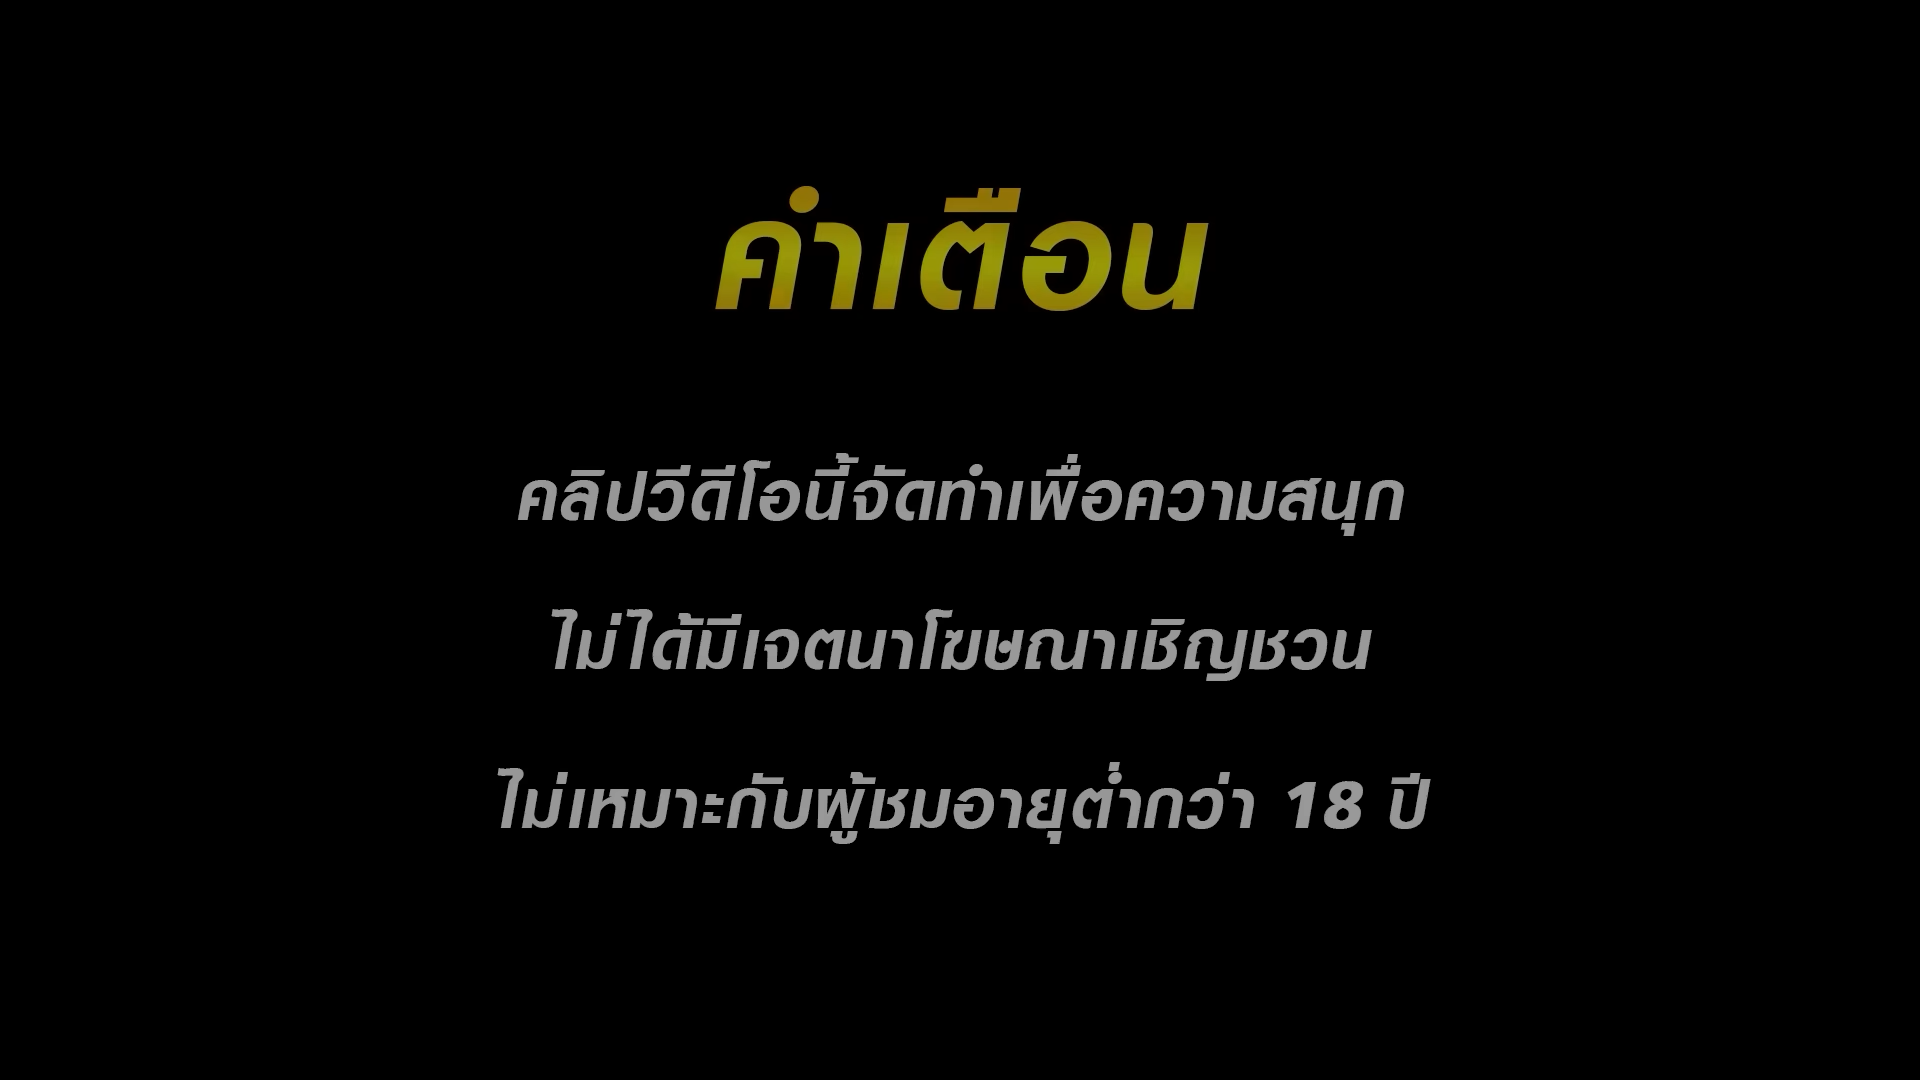 คำเตือน
คลิปวีดีโอนี้จัดทำเพื่อความสนุก
ไม่ได้มีเจตนาโฆษณาเชิญชวน
ไม่เหมาะกับผู้ชมอายุต่ำกว่า 18 ปี